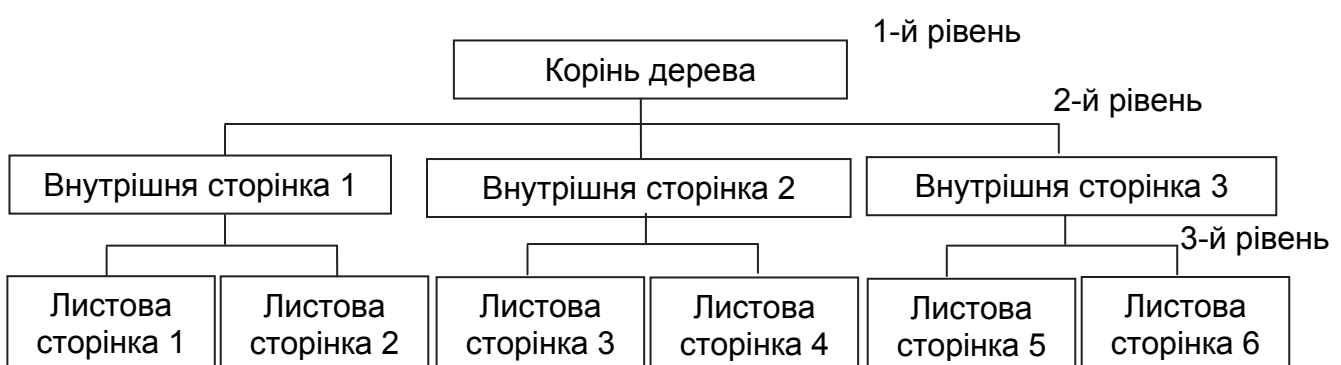 1-й рівень
Корінь дерева
2-й рівень
Внутрішня сторінка 1
Внутрішня сторінка 2
Внутрішня сторінка 3
3-й рівень
Листова
сторінка 1
Листова
сторінка 2
Листова
сторінка 3
Листова
сторінка 4
Листова
сторінка 5
Листова
сторінка 6